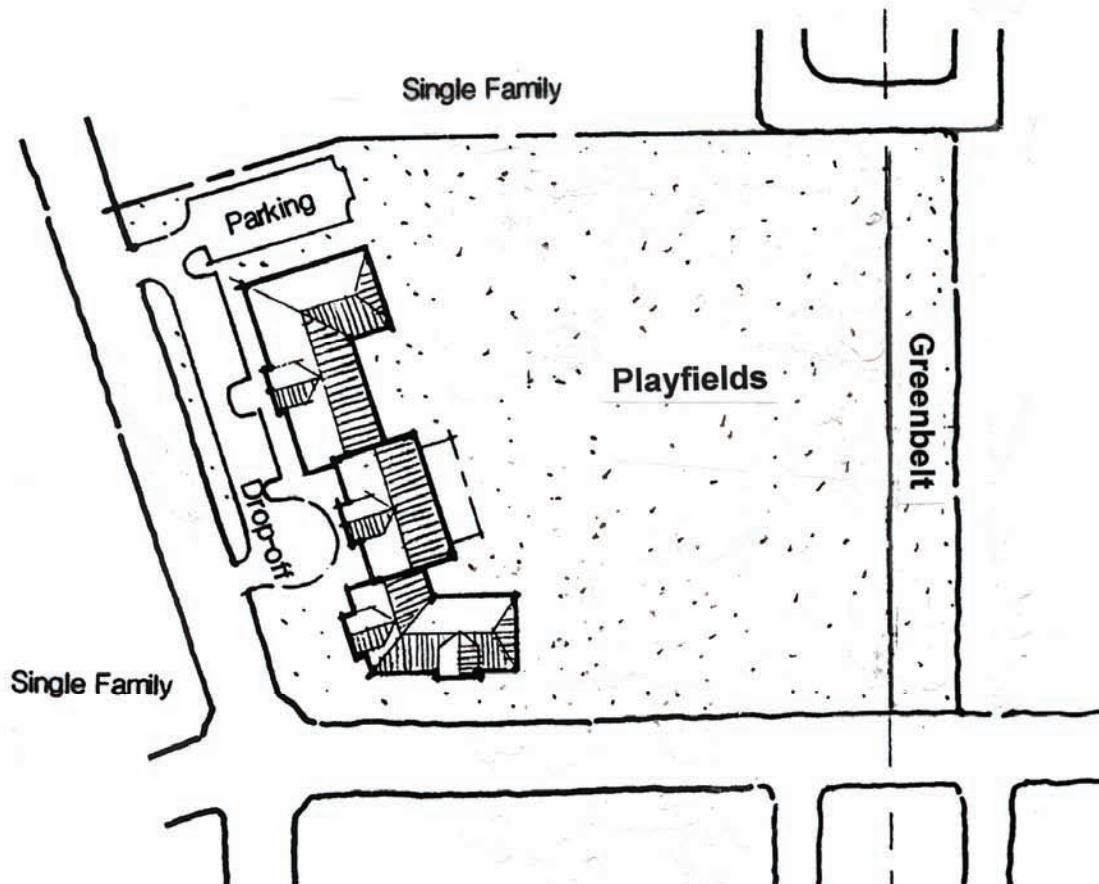 Single Family
Parking
Playfields
Greenbelt
Drop-off
Single Family